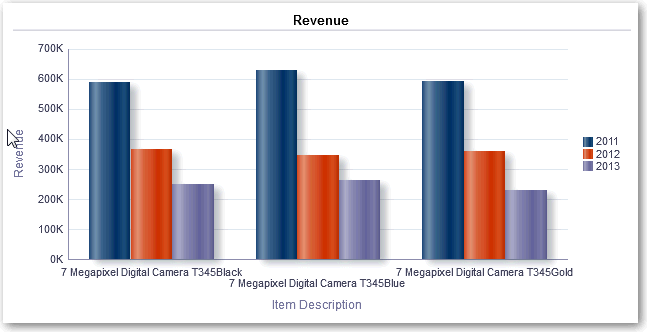 Revenue
700K
600K
500K
400K
300K
200K
100K
0K
Revenue
7 Megapixel Digital Camera T345Black
7 Megapixel Digital Camera T345Blue
7 Megapixel Digital Camera T345Gold
Item Description
2011
2012
2013